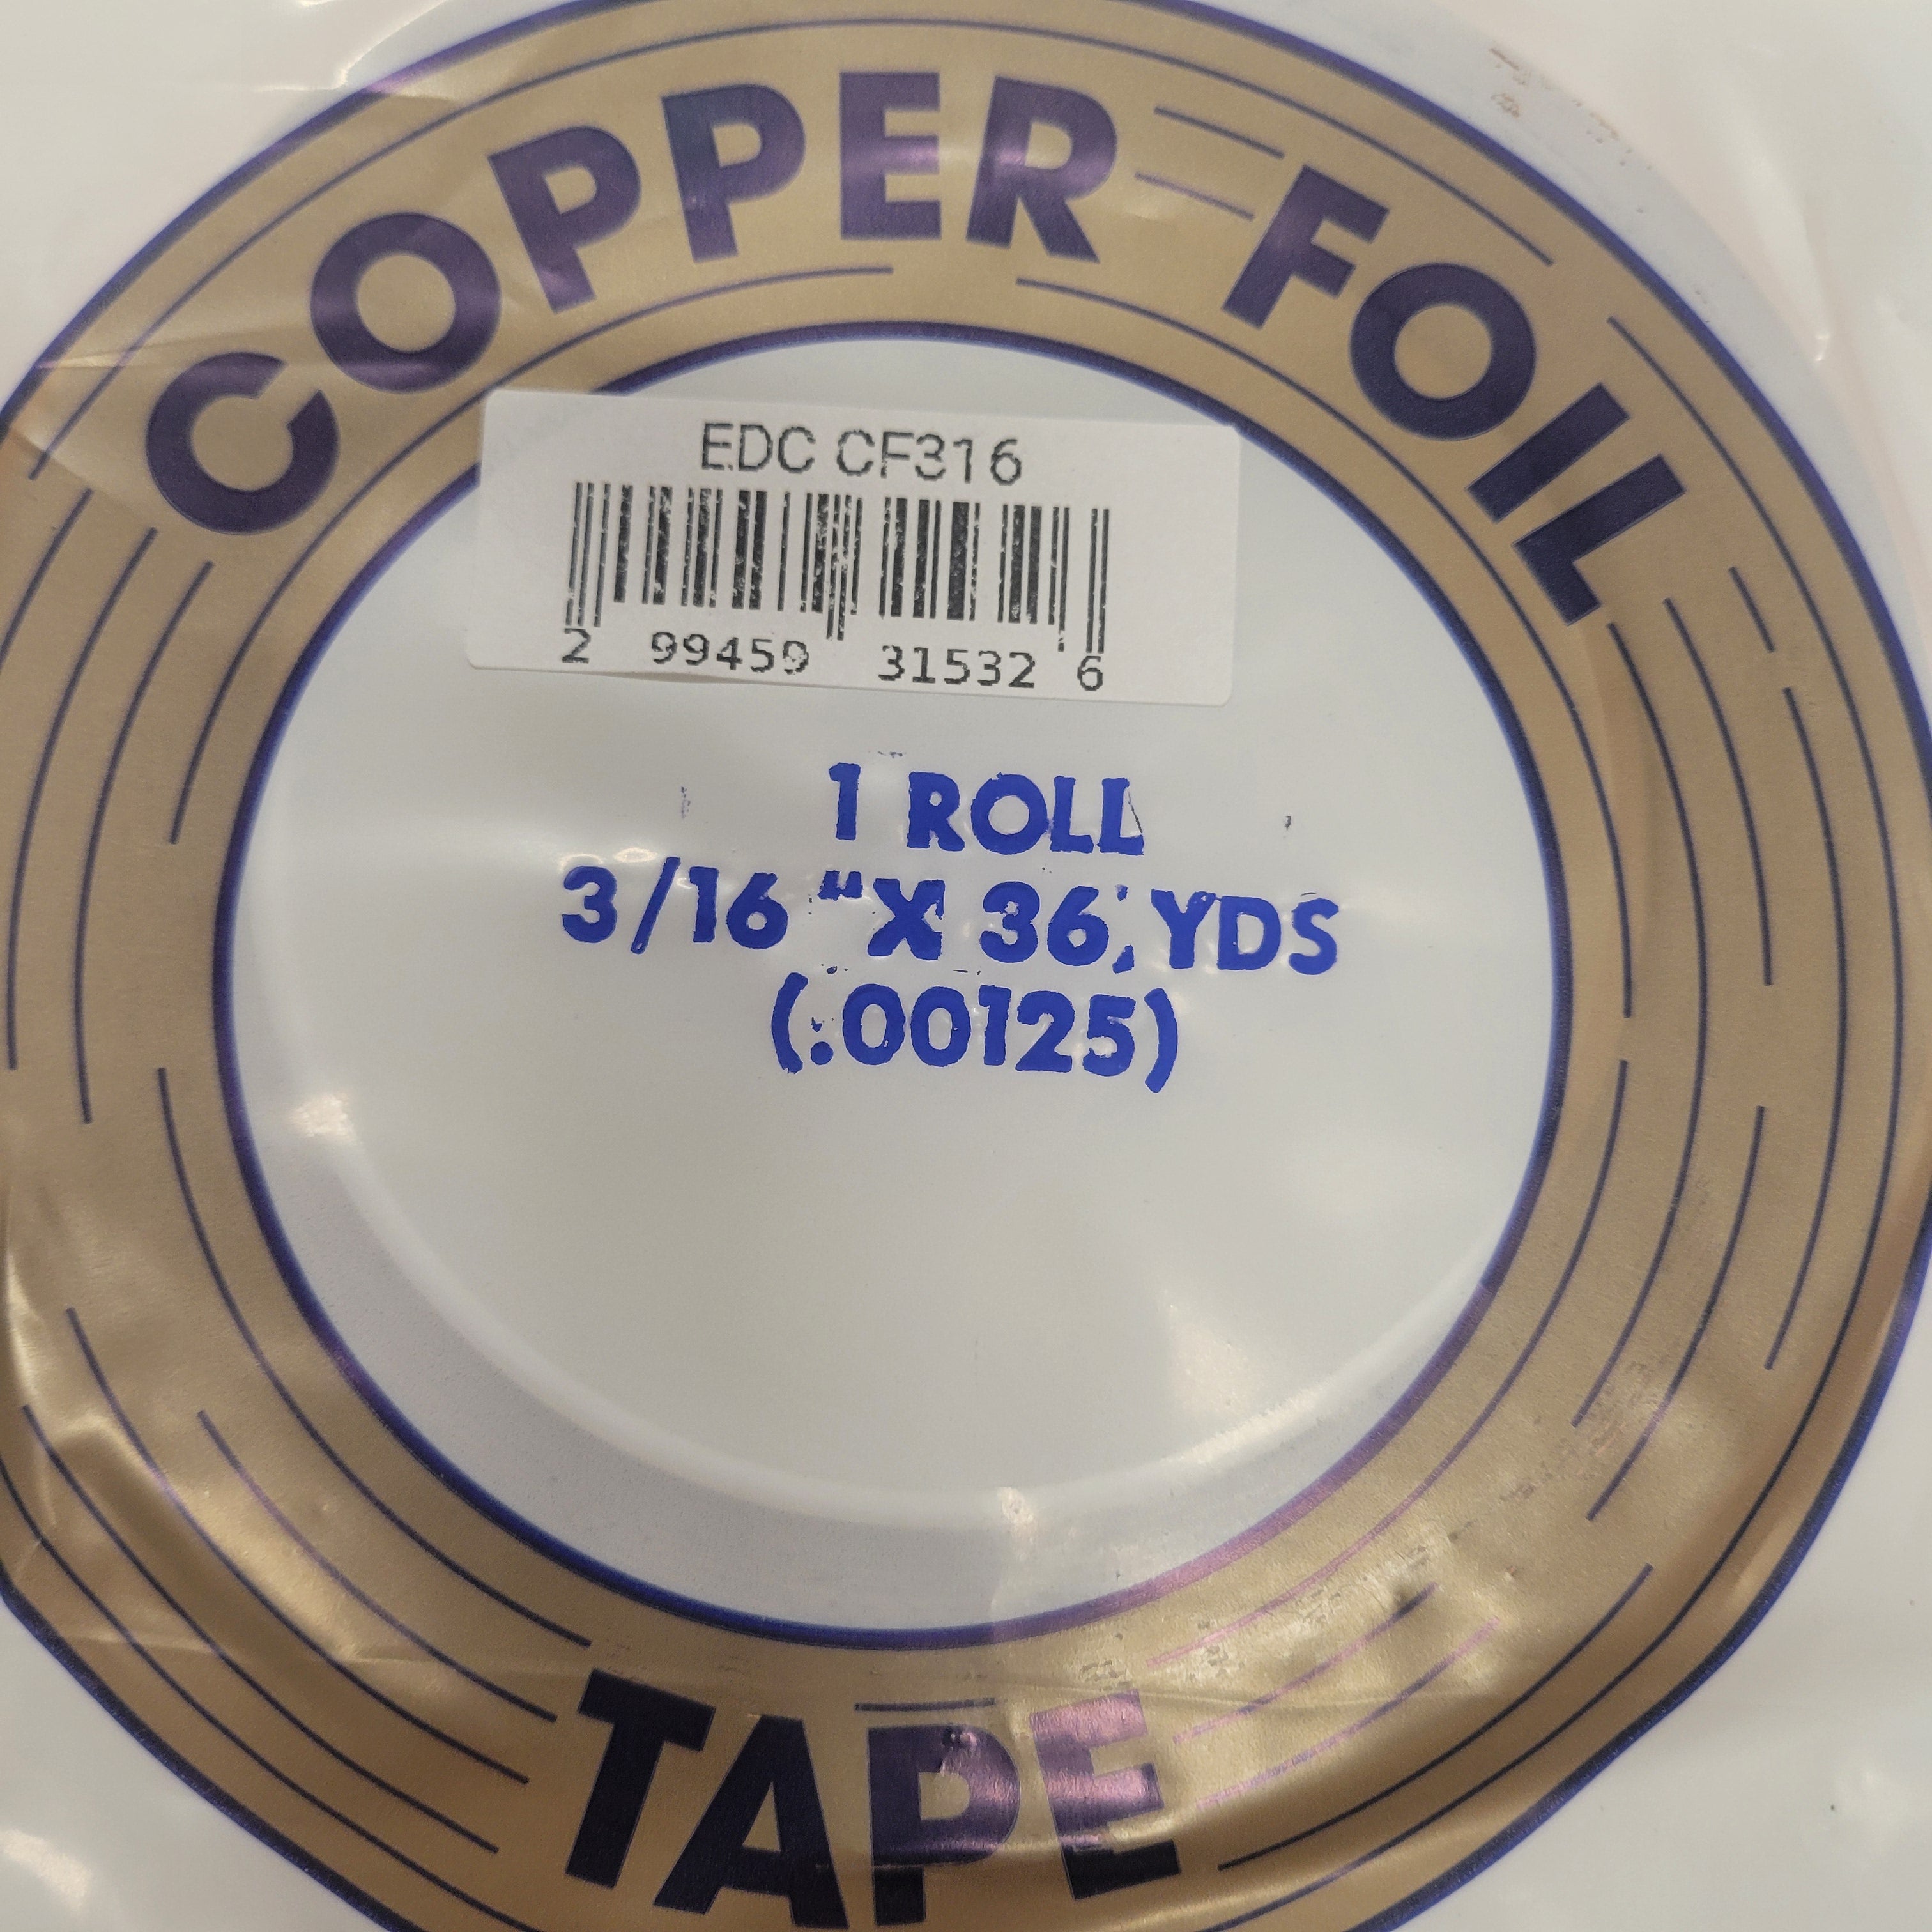 COPPER FOIL
EDC CF316
2 99459 31532 6
1 ROLL
3/16 "X 36, YDS
(.00125)
TAPE